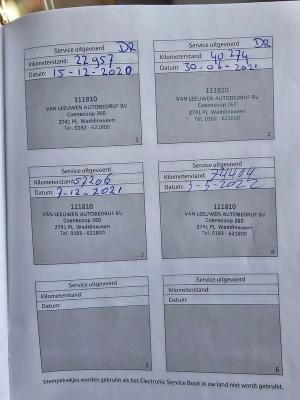 Service uitgevoerd DR
Kilometerstand: 22 957
Datum: 15-12-2020
111810
VAN LEEUWEN AUTOBEDRIJF BV
Coenecoop 260
2741 PL Waddinxveen
Tel. 0182 - 621800
1
Service uitgevoerd DR
Kilometerstand: 40 274
Datum: 30-06-2021
111810
VAN LEEUWEN AUTOBEDRIJF BV
Coenecoop 260
2741 PL Waddinxveen
Tel. 0182 - 621800
2
Service uitgevoerd
Kilometerstand: 57206
Datum: 7-12-2021
111810
VAN LEEUWEN AUTOBEDRIJF BV
Coenecoop 260
2741 PL Waddinxveen
Tel. 0182 - 621800
3
Service uitgevoerd
Kilometerstand:
Datum: 3-5-2022
111810
VAN LEEUWEN AUTOBEDRIJF BV
Coenecoop 260
2741 PL Waddinxveen
Tel. 0182 - 621800
4
Service uitgevoerd
Kilometerstand:
Datum:
5
Service uitgevoerd
Kilometerstand:
Datum:
6
Stempelvakjes worden gebruikt als het Electronic Service Book in uw land niet wordt gebruikt.